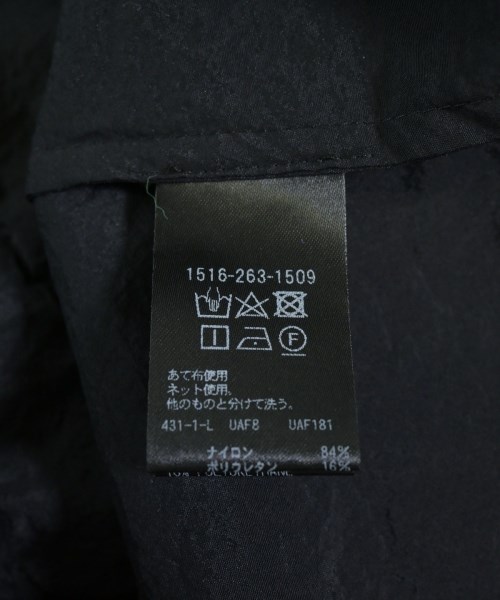 1516-263-1509
F
あて布使用
ネット使用。
他のものと分けて洗う。
431-1-L UAF8 UAF181
ナイロン 84%
ポリウレタン 16%